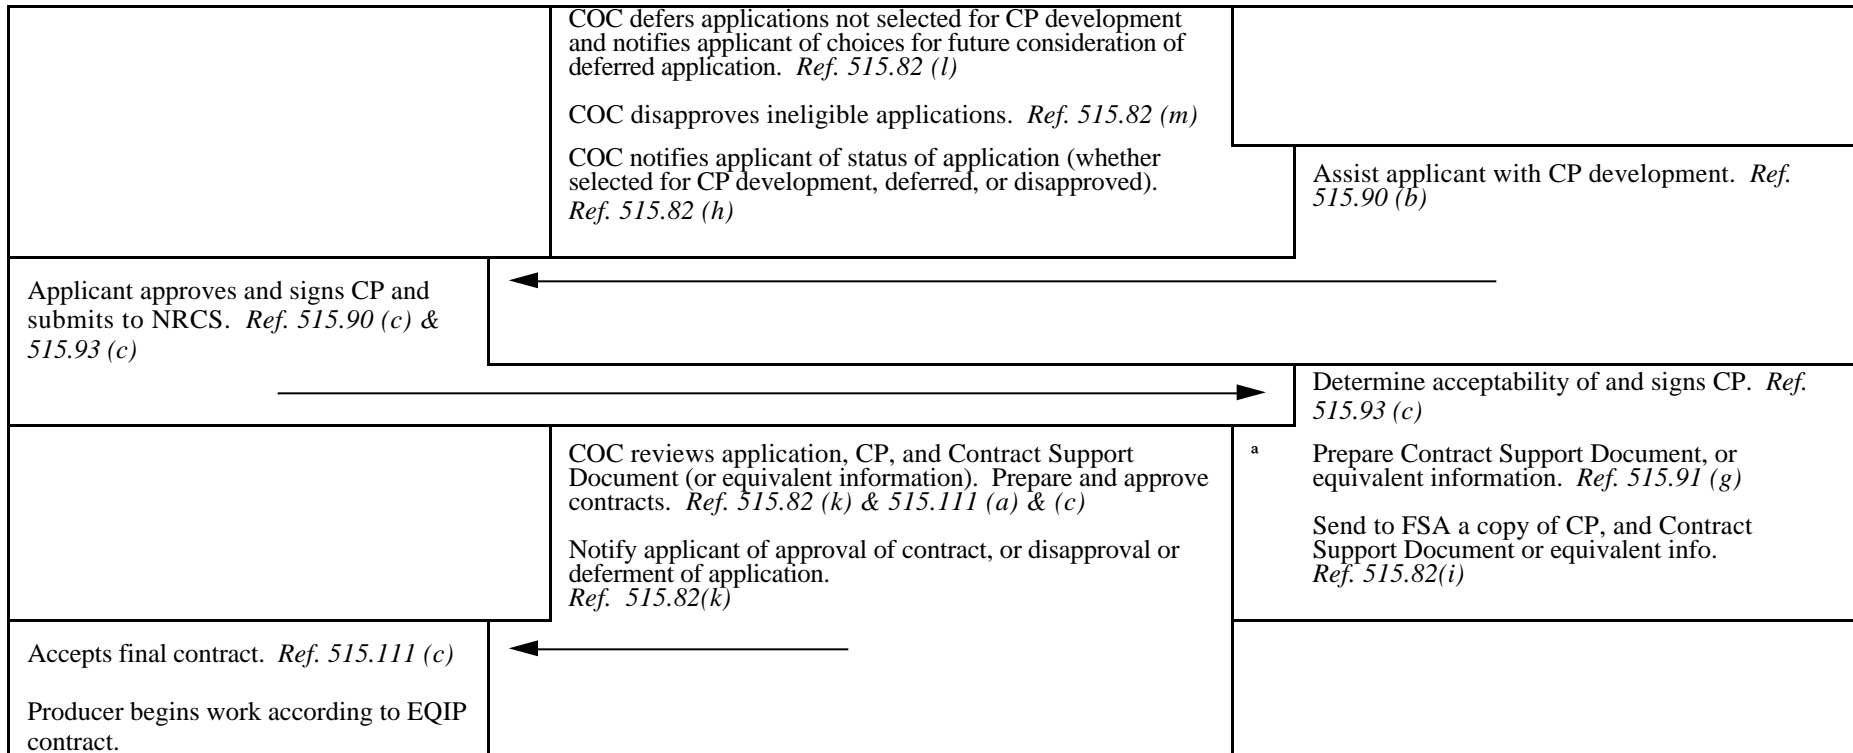 COC defers applications not selected for CP development
and notifies applicant of choices for future consideration of
deferred application.  Ref. 515.82 (l)
COC disapproves ineligible applications.  Ref. 515.82 (m)
COC notifies applicant of status of application (whether
selected for CP development, deferred, or disapproved).
Ref. 515.82 (h)
Assist applicant with CP development.  Ref.
515.90 (b)
Applicant approves and signs CP and
submits to NRCS.  Ref. 515.90 (c) &
515.93 (c)
Determine acceptability of and signs CP.  Ref.
515.93 (c)
COC reviews application, CP, and Contract Support
Document (or equivalent information).  Prepare and approve
contracts.  Ref. 515.82 (k) & 515.111 (a) & (c)
Notify applicant of approval of contract, or disapproval or
deferment of application.
Ref.  515.82(k)
a
Prepare Contract Support Document, or
equivalent information.  Ref. 515.91 (g)
Send to FSA a copy of CP, and Contract
Support Document or equivalent info.
Ref. 515.82(i)
Accepts final contract.  Ref. 515.111 (c)
Producer begins work according to EQIP
contract.